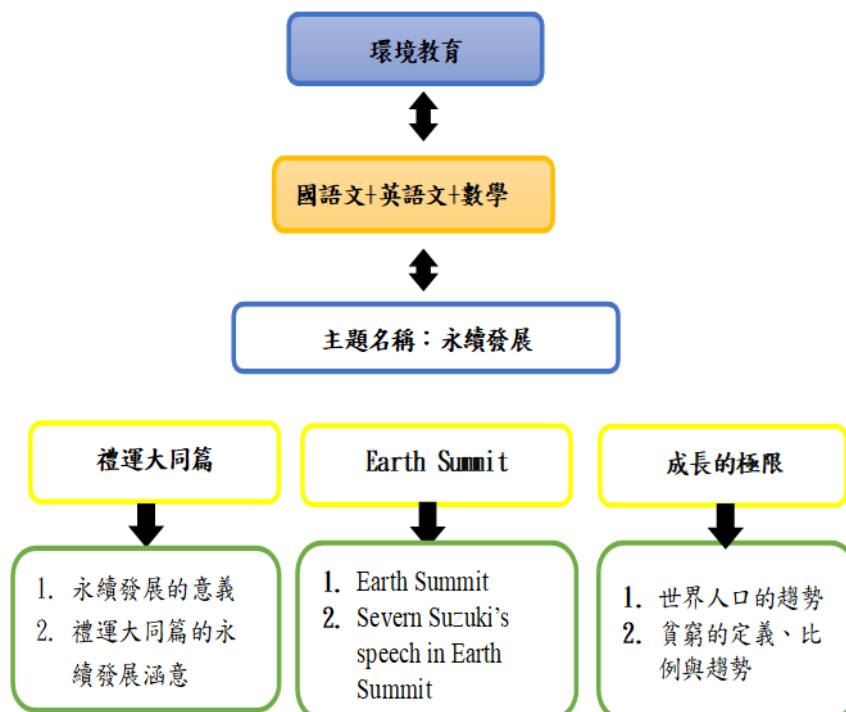 環境教育
國語文+英語文+數學
主題名稱：永續發展
禮運大同篇
Earth Summit
成長的極限
1. 永續發展的意義
2. 禮運大同篇的永
續發展涵意
1. Earth Summit
2. Severn Suzuki’s
speech in Earth
Summit
1. 世界人口的趨勢
2. 貧窮的定義、比
例與趨勢